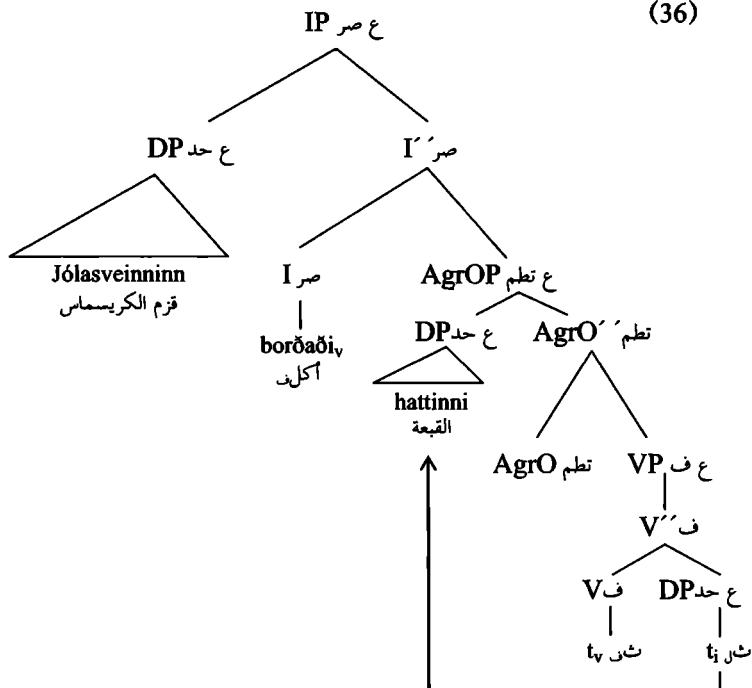 (36)
IP ع صر
DP ع حد I´´ صر
Jólasveinninn I صر AgrOP ع تطم
قزم الكريسماس
DP ع حد AgrO´´ تطم
borðaðiᵥ
أكلف
hattinni
القبعة
AgrO تطم VP ع ف
V´´ ف
V ف DP ع حد
tᵥ ثف tᵢ ثل